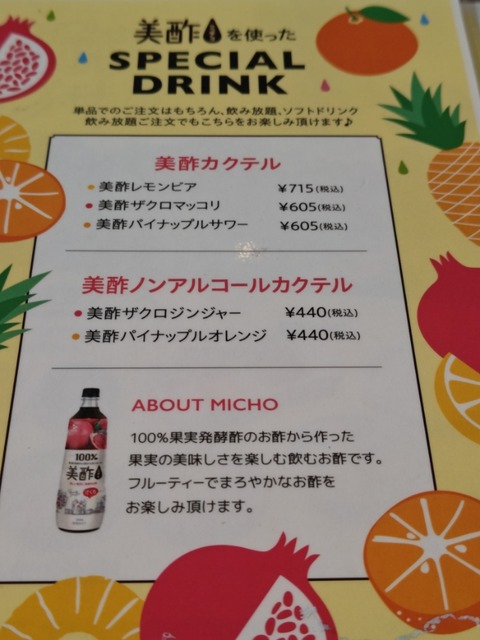 美酢を使った
SPECIAL
DRINK
単品でのご注文はもちろん、飲み放題、ソフトドリンク
飲み放題ご注文でもこちらをお楽しみ頂けます♪
美酢カクテル
美酢レモンビア ¥715(税込)
美酢ザクロマッコリ ¥605(税込)
美酢パイナップルサワー ¥605(税込)
美酢ノンアルコールカクテル
美酢ザクロジンジャー ¥440(税込)
美酢パイナップルオレンジ ¥440(税込)
ABOUT MICHO
100%果実発酵酢のお酢から作った
果実の美味しさを楽しむ飲むお酢です。
フルーティーでまろやかなお酢を
お楽しみ頂けます。
100%
美酢